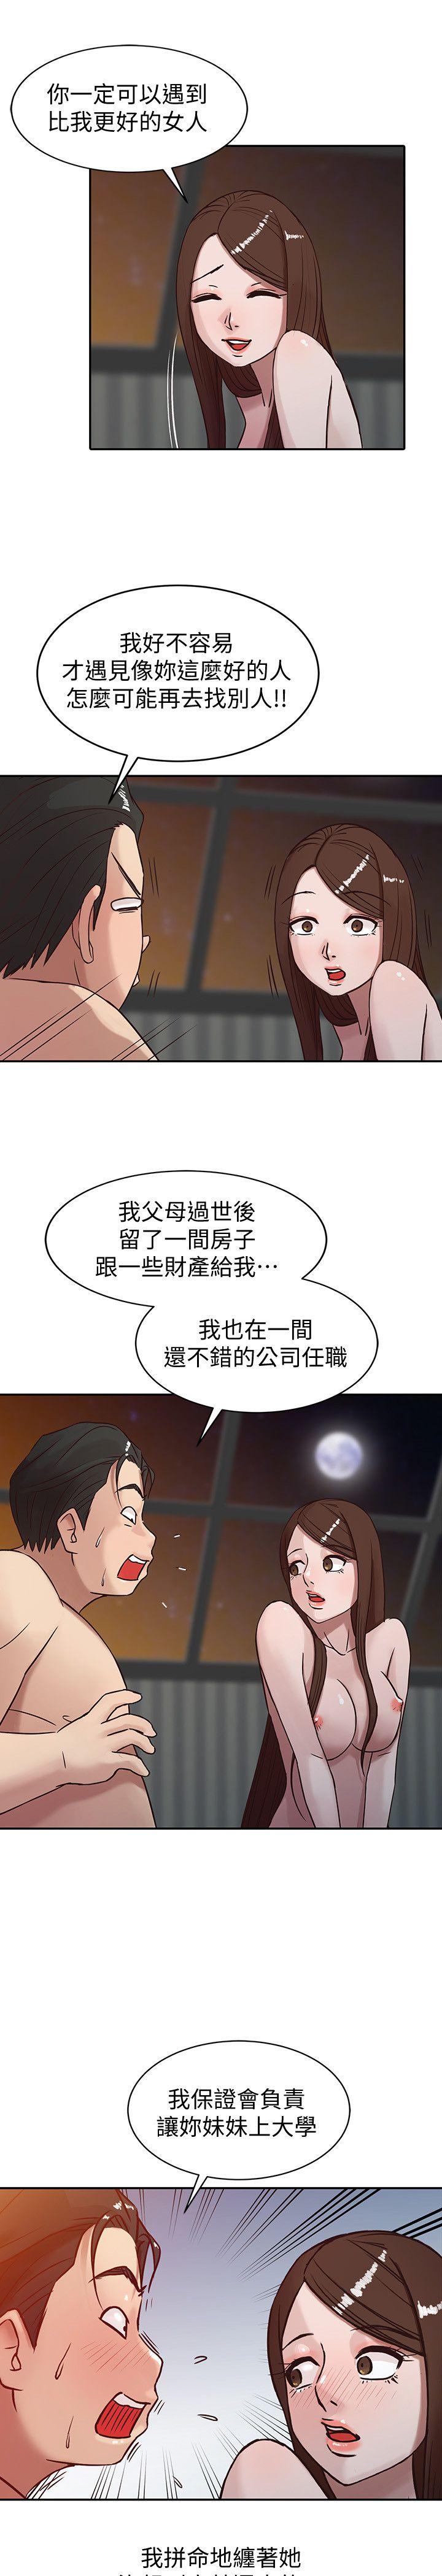 你一定可以遇到
比我更好的女人
我好不容易
才遇見像妳這麼好的人
怎麼可能再去找別人!!
我父母過世後
留了一間房子
跟一些財產給我…
我也在一間
還不錯的公司任職
我保證會負責
讓妳妹妹上大學
我拼命地纏著她